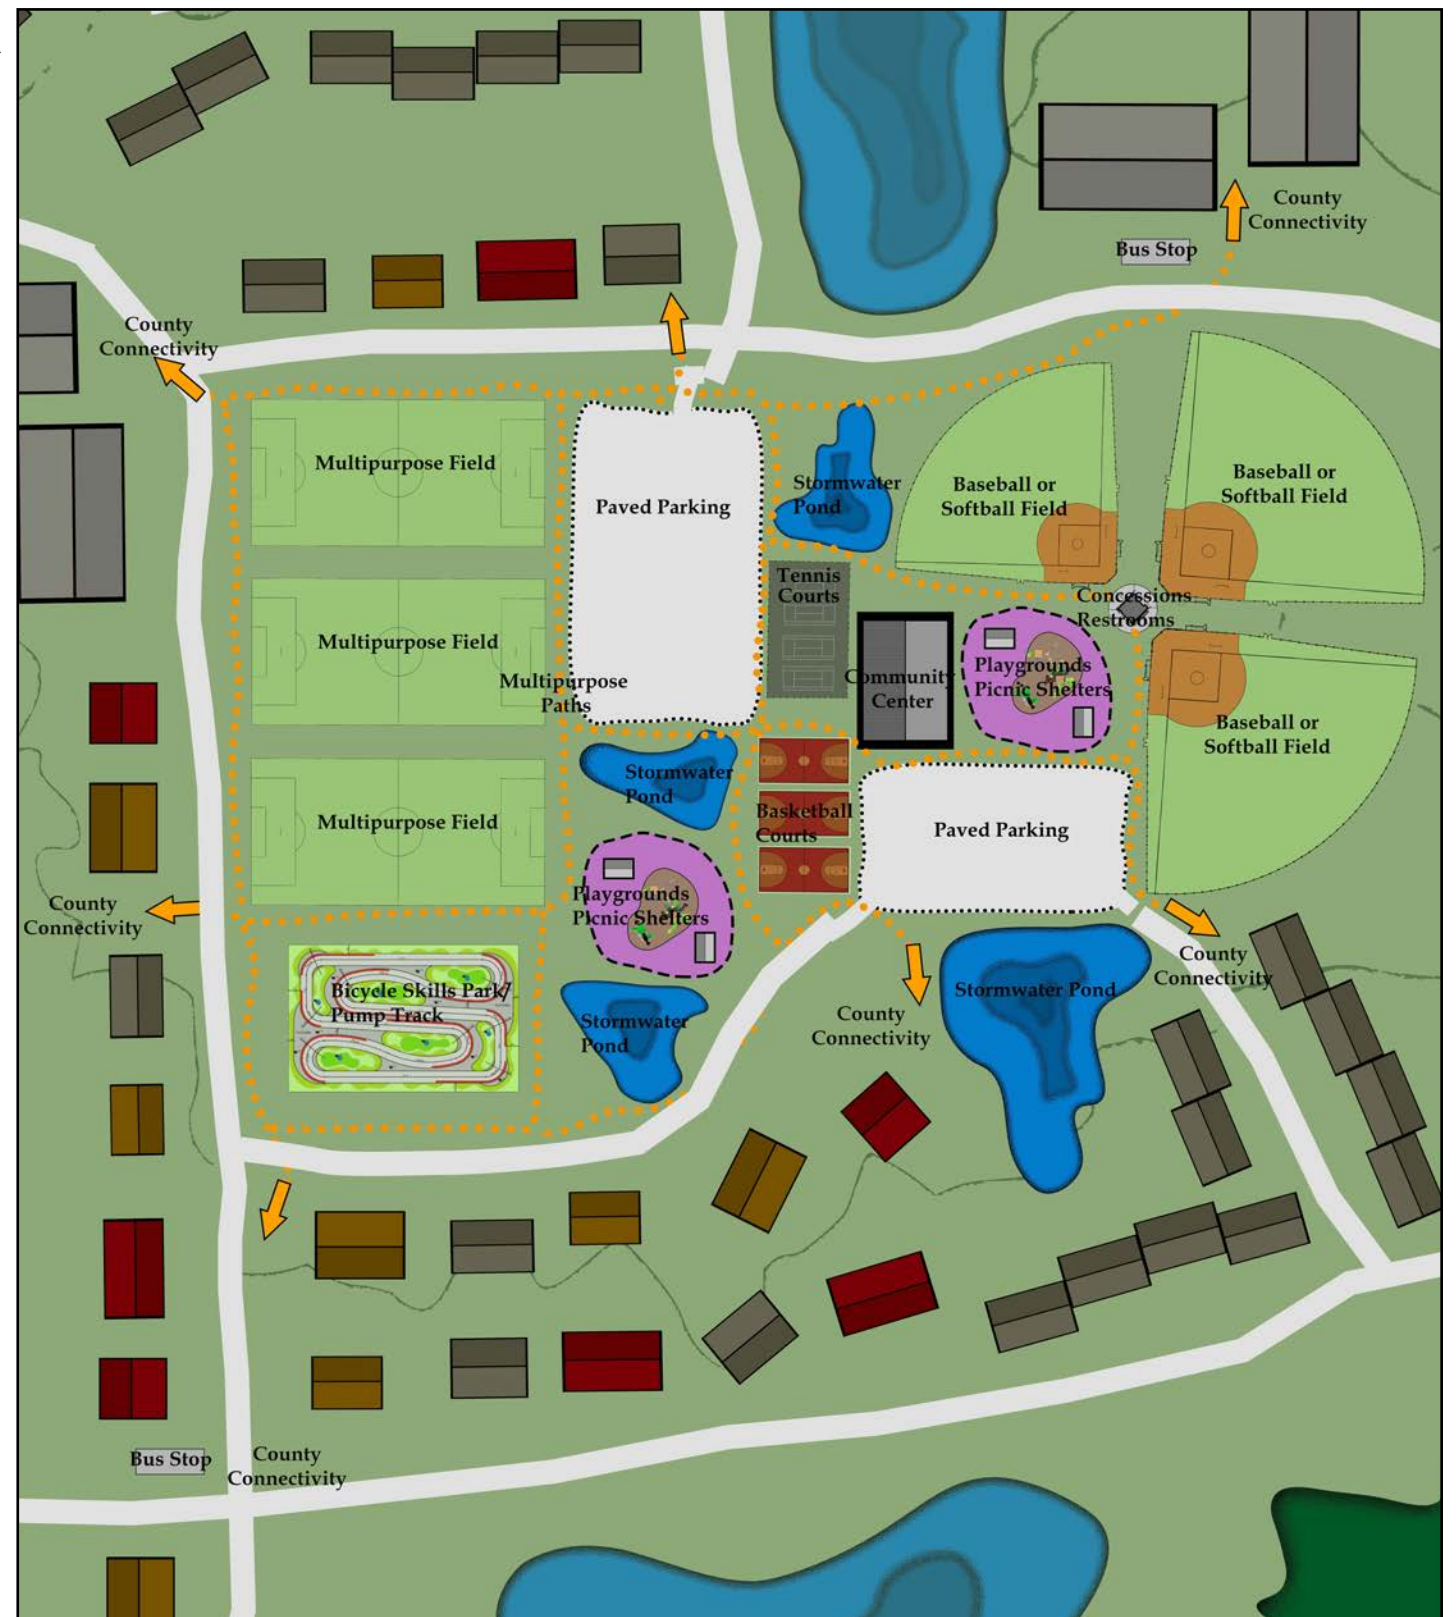 County
Connectivity
Bus Stop
County
Connectivity
Multipurpose Field
Paved Parking
Stormwater
Pond
Baseball or
Softball Field
Baseball or
Softball Field
Tennis
Courts
Concessions
Restrooms
Multipurpose Field
Multipurpose
Paths
Community
Center
Playgrounds
Picnic Shelters
Baseball or
Softball Field
Stormwater
Pond
Multipurpose Field
Basketball
Courts
Paved Parking
Playgrounds
Picnic Shelters
County
Connectivity
Bicycle Skills Park/
Pump Track
Stormwater
Pond
County
Connectivity
Stormwater Pond
County
Connectivity
Bus Stop
County
Connectivity